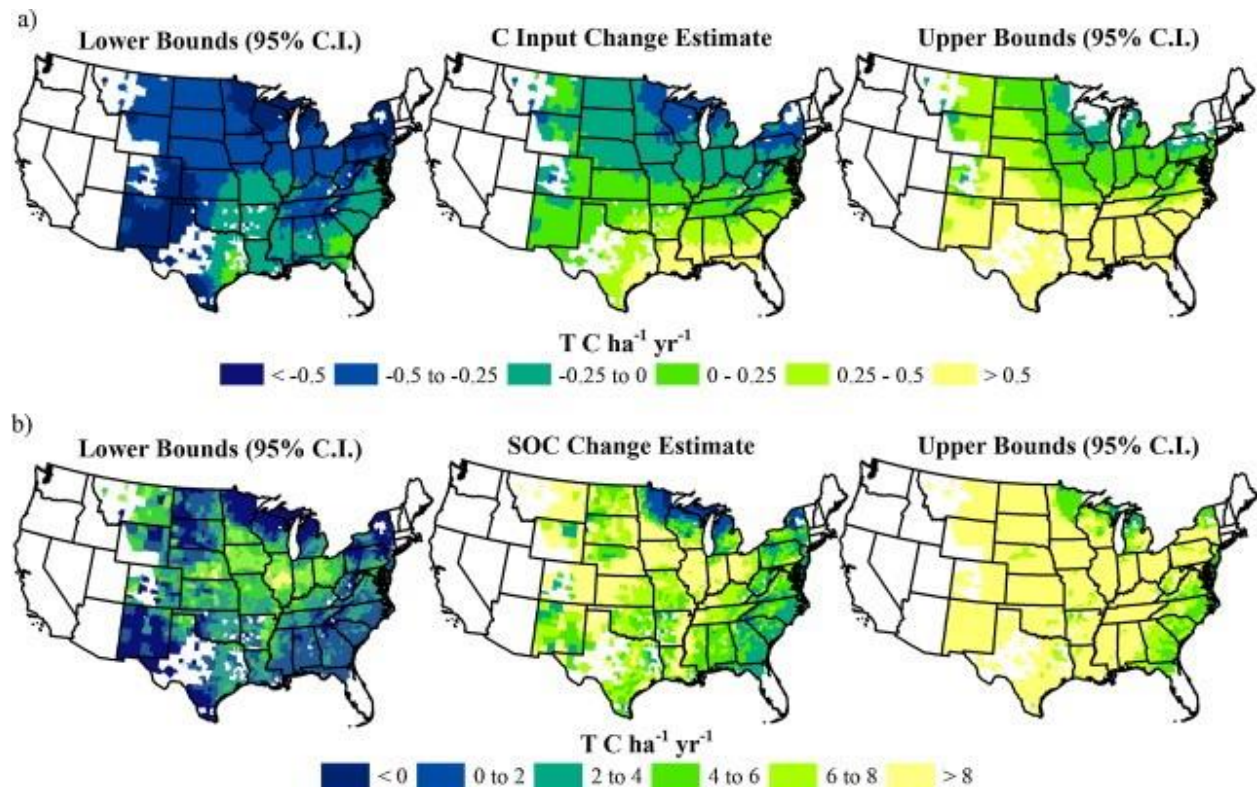 a)
Lower Bounds (95% C.I.) C Input Change Estimate Upper Bounds (95% C.I.)
T C ha⁻¹ yr⁻¹
< -0.5 -0.5 to -0.25 -0.25 to 0 0 - 0.25 0.25 - 0.5 > 0.5
b)
Lower Bounds (95% C.I.) SOC Change Estimate Upper Bounds (95% C.I.)
T C ha⁻¹ yr⁻¹
< 0 0 to 2 2 to 4 4 to 6 6 to 8 > 8